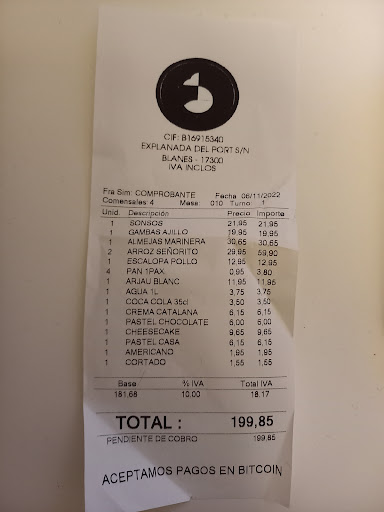 CIF: B16915340
EXPLANADA DEL PORT S/N
BLANES - 17300
IVA INCLOS
Fra Sim: COMPROBANTE Fecha 06/11/2022
Comensales: 4 Mesa: 010 Turno: 1
Unid. Descripción Precio Importe
1 SONSOS 21,95 21,95
1 GAMBAS AJILLO 19,95 19,95
1 ALMEJAS MARINERA 30,65 30,65
2 ARROZ SEÑORITO 29,95 59,90
1 ESCALOPA POLLO 12,95 12,95
4 PAN 1PAX 0,95 3,80
1 ARJAU BLANC 11,95 11,95
1 AGUA 1L 3,75 3,75
1 COCA COLA 35cl 3,50 3,50
1 CREMA CATALANA 6,15 6,15
1 PASTEL CHOCOLATE 6,00 6,00
1 CHEESECAKE 9,65 9,65
1 PASTEL CASA 6,15 6,15
1 AMERICANO 1,95 1,95
1 CORTADO 1,55 1,55
Base % IVA Total IVA
181,68 10,00 18,17
TOTAL : 199,85
PENDIENTE DE COBRO 199,85
ACEPTAMOS PAGOS EN BITCOIN